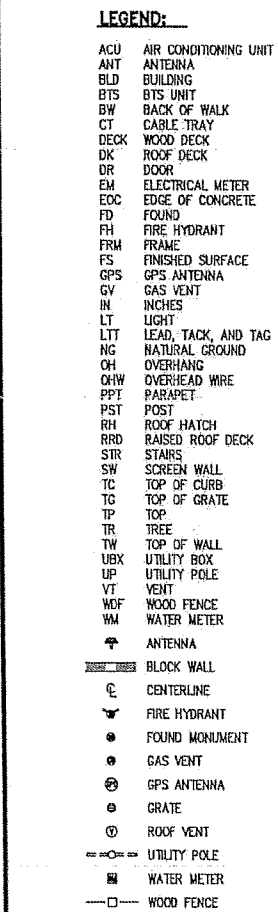 LEGEND:
ACU AIR CONDITIONING UNIT
ANT ANTENNA
BLD BUILDING
BTS BTS UNIT
BW BACK OF WALK
CT CABLE TRAY
DECK WOOD DECK
DK ROOF DECK
DR DOOR
EM ELECTRICAL METER
EOC EDGE OF CONCRETE
FD FOUND
FH FIRE HYDRANT
FRM FRAME
FS FINISHED SURFACE
GPS GPS ANTENNA
GV GAS VENT
IN INCHES
LT LIGHT
LTT LEAD, TACK, AND TAG
NG NATURAL GROUND
OH OVERHANG
OHW OVERHEAD WIRE
PPT PARAPET
PST POST
RH ROOF HATCH
RRD RAISED ROOF DECK
STR STAIRS
SW SCREEN WALL
TC TOP OF CURB
TG TOP OF GRATE
TP TOP
TR TREE
TW TOP OF WALL
UBX UTILITY BOX
UP UTILITY POLE
VT VENT
WDF WOOD FENCE
WM WATER METER
ANTENNA
BLOCK WALL
CENTERLINE
FIRE HYDRANT
FOUND MONUMENT
GAS VENT
GPS ANTENNA
GRATE
ROOF VENT
UTILITY POLE
WATER METER
WOOD FENCE